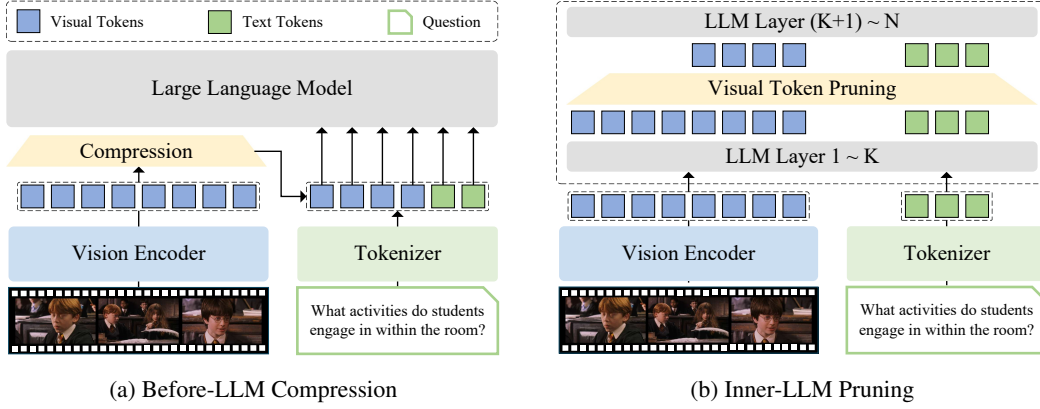 Visual Tokens
Text Tokens
Question
Large Language Model
Compression
Vision Encoder
Tokenizer
What activities do students
engage in within the room?
(a) Before-LLM Compression
LLM Layer (K+1) ~ N
Visual Token Pruning
LLM Layer 1 ~ K
Vision Encoder
Tokenizer
What activities do students
engage in within the room?
(b) Inner-LLM Pruning